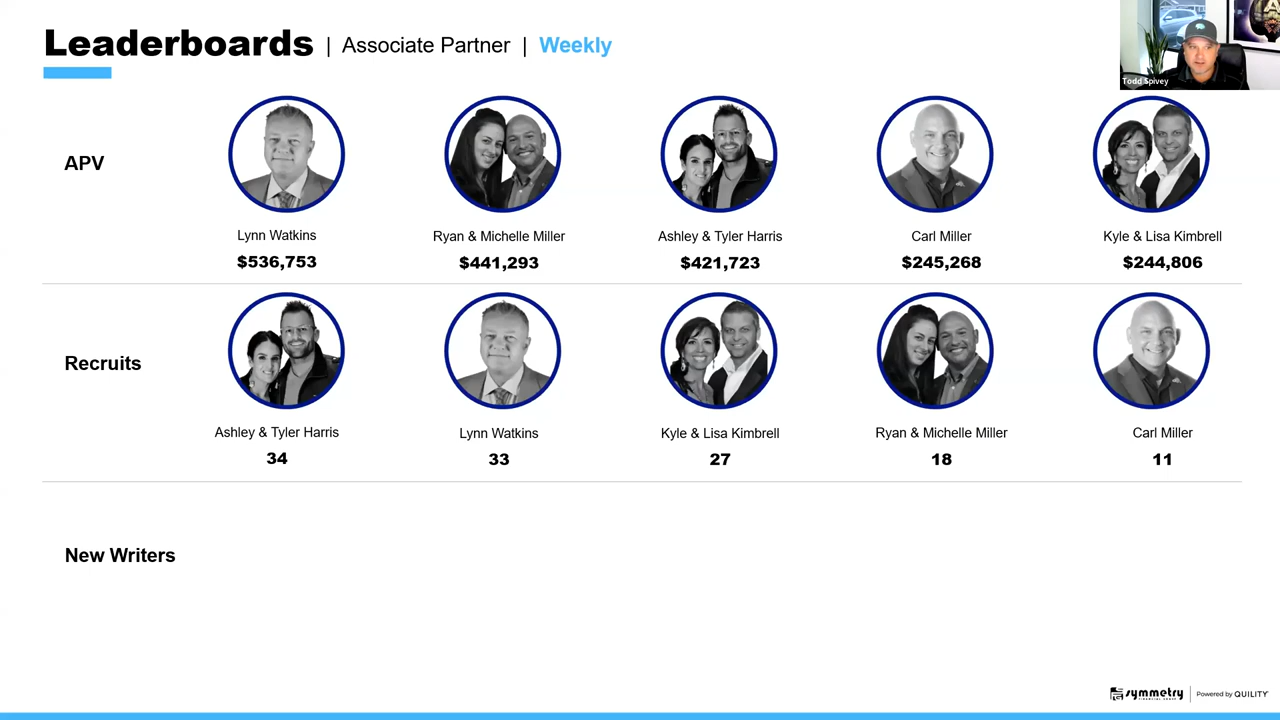 Leaderboards | Associate Partner | Weekly
Todd Spivey
APV
Lynn Watkins
Ryan & Michelle Miller
Ashley & Tyler Harris
Carl Miller
Kyle & Lisa Kimbrell
$536,753
$441,293
$421,723
$245,268
$244,806
Recruits
Ashley & Tyler Harris
Lynn Watkins
Kyle & Lisa Kimbrell
Ryan & Michelle Miller
Carl Miller
34
33
27
18
11
New Writers
symmetry
FINANCIAL GROUP
Powered by QUILITY